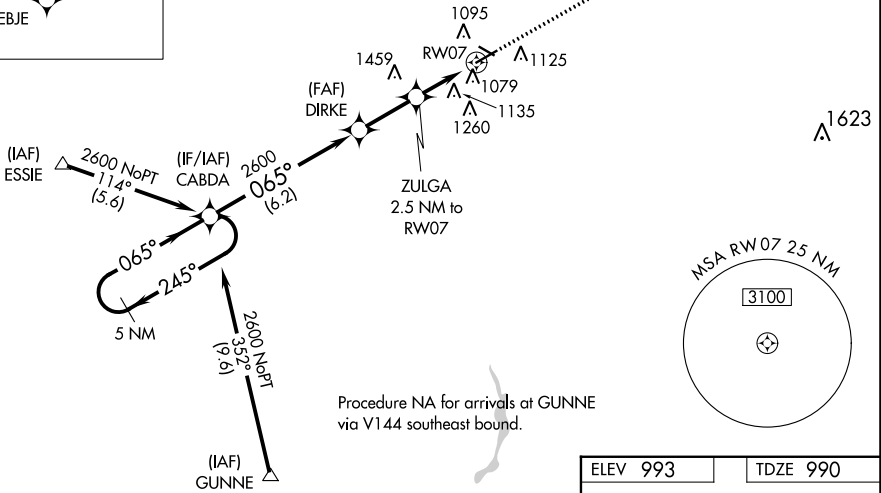 EBJE
1095
RW07
1125
1459
1079
(FAF)
DIRKE
1135
1260
1623
(IAF)
ESSIE
2600 NoPT
114°
(5.6)
(IF/IAF)
CABDA
2600
065°
(6.2)
ZULGA
2.5 NM to
RW07
065°
245°
5 NM
MSA RW07 25 NM
3100
2600 NoPT
352°
(9.6)
Procedure NA for arrivals at GUNNE
via V144 southeast bound.
(IAF)
GUNNE
ELEV 993
TDZE 990